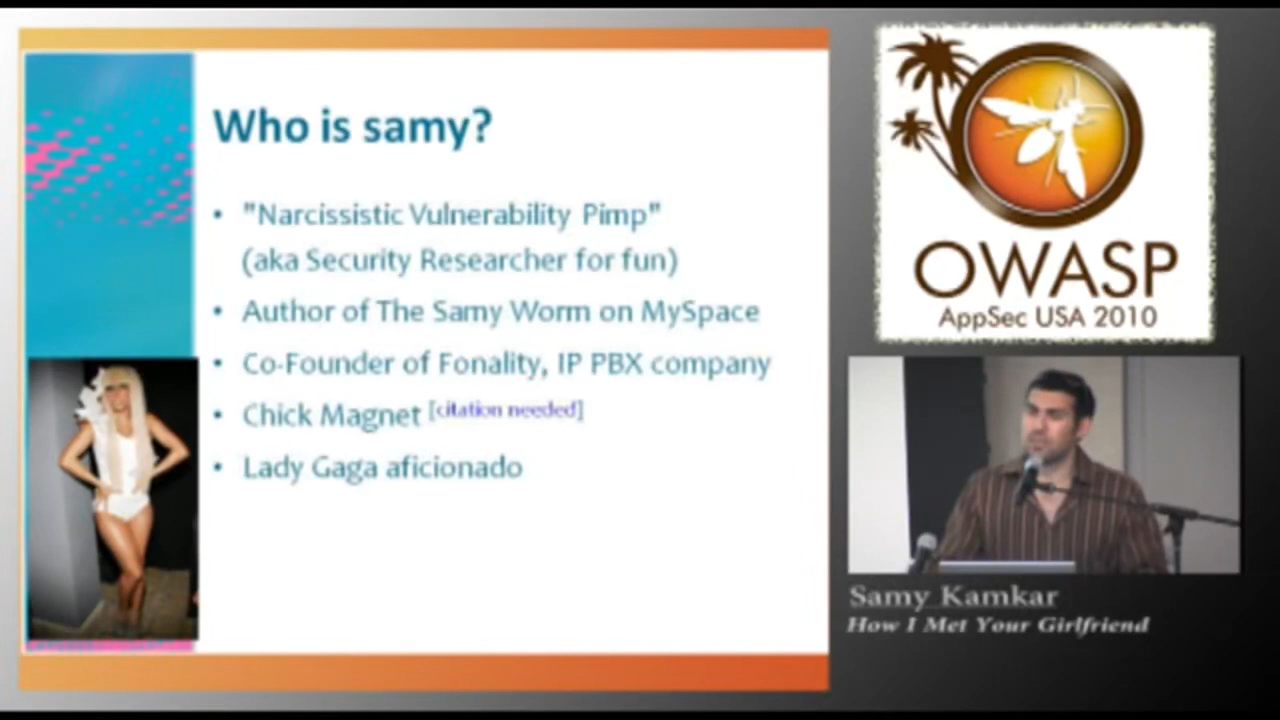 Who is samy?
• "Narcissistic Vulnerability Pimp"
(aka Security Researcher for fun)
• Author of The Samy Worm on MySpace
• Co-Founder of Fonality, IP PBX company
• Chick Magnet [citation needed]
• Lady Gaga aficionado
OWASP
AppSec USA 2010
Samy Kamkar
How I Met Your Girlfriend